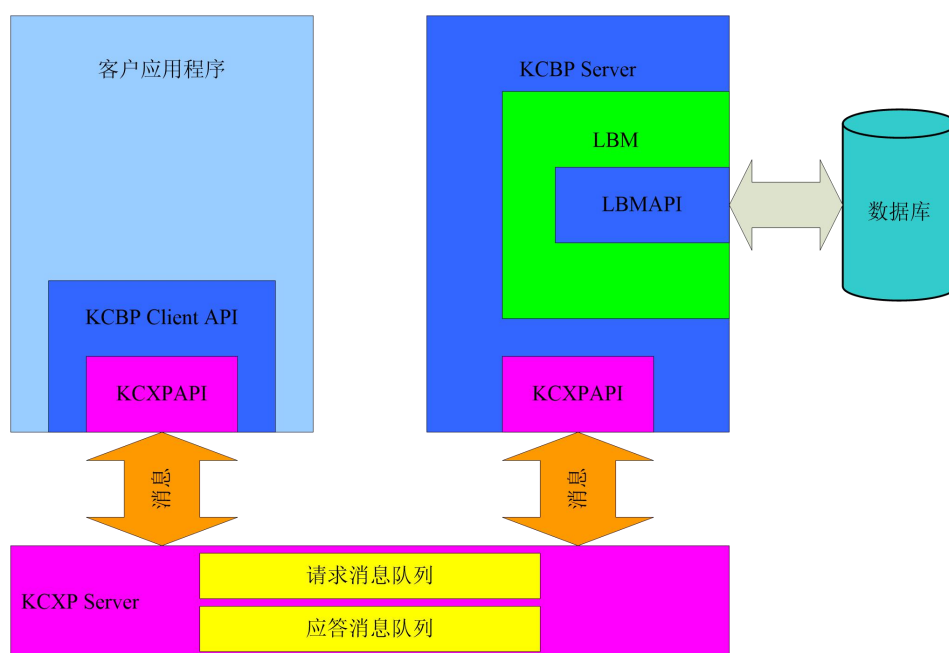 客户应用程序
KCBP Client API
KCXPAPI
消息
KCBP Server
LBM
LBMAPI
KCXPAPI
消息
数据库
KCXP Server
请求消息队列
应答消息队列